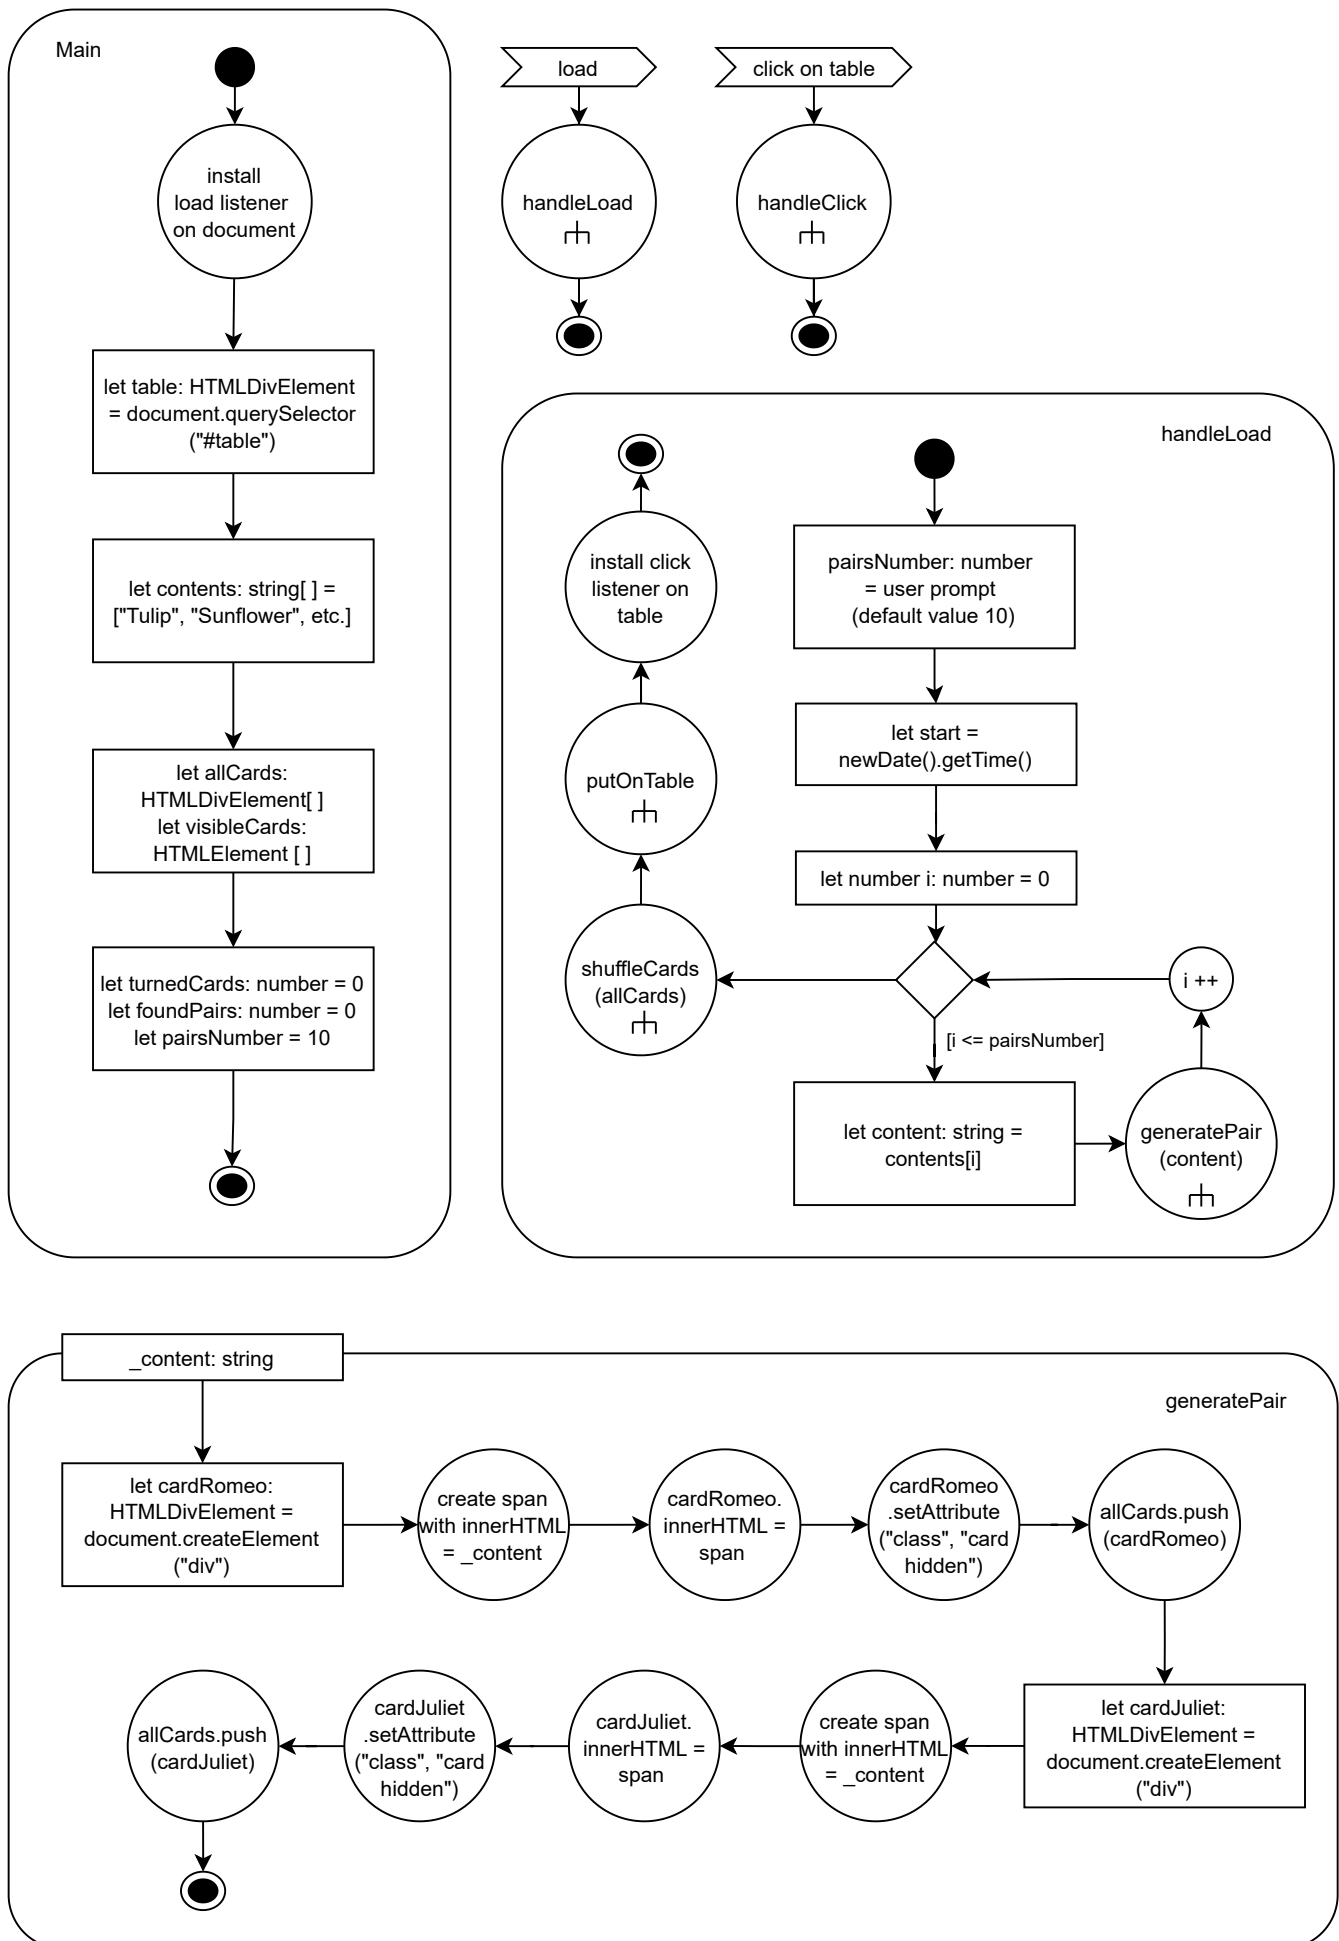 Main
install
load listener
on document
let table: HTMLDivElement
= document.querySelector
("#table")
let contents: string[ ] =
["Tulip", "Sunflower", etc.]
let allCards:
HTMLDivElement[ ]
let visibleCards:
HTMLElement [ ]
let turnedCards: number = 0
let foundPairs: number = 0
let pairsNumber = 10
load
handleLoad
click on table
handleClick
handleLoad
pairsNumber: number
= user prompt
(default value 10)
let start =
newDate().getTime()
let number i: number = 0
[i <= pairsNumber]
let content: string =
contents[i]
generatePair
(content)
i ++
shuffleCards
(allCards)
putOnTable
install click
listener on
table
_content: string
generatePair
let cardRomeo:
HTMLDivElement =
document.createElement
("div")
create span
with innerHTML
= _content
cardRomeo.
innerHTML =
span
cardRomeo
.setAttribute
("class", "card
hidden")
allCards.push
(cardRomeo)
let cardJuliet:
HTMLDivElement =
document.createElement
("div")
create span
with innerHTML
= _content
cardJuliet.
innerHTML =
span
cardJuliet
.setAttribute
("class", "card
hidden")
allCards.push
(cardJuliet)